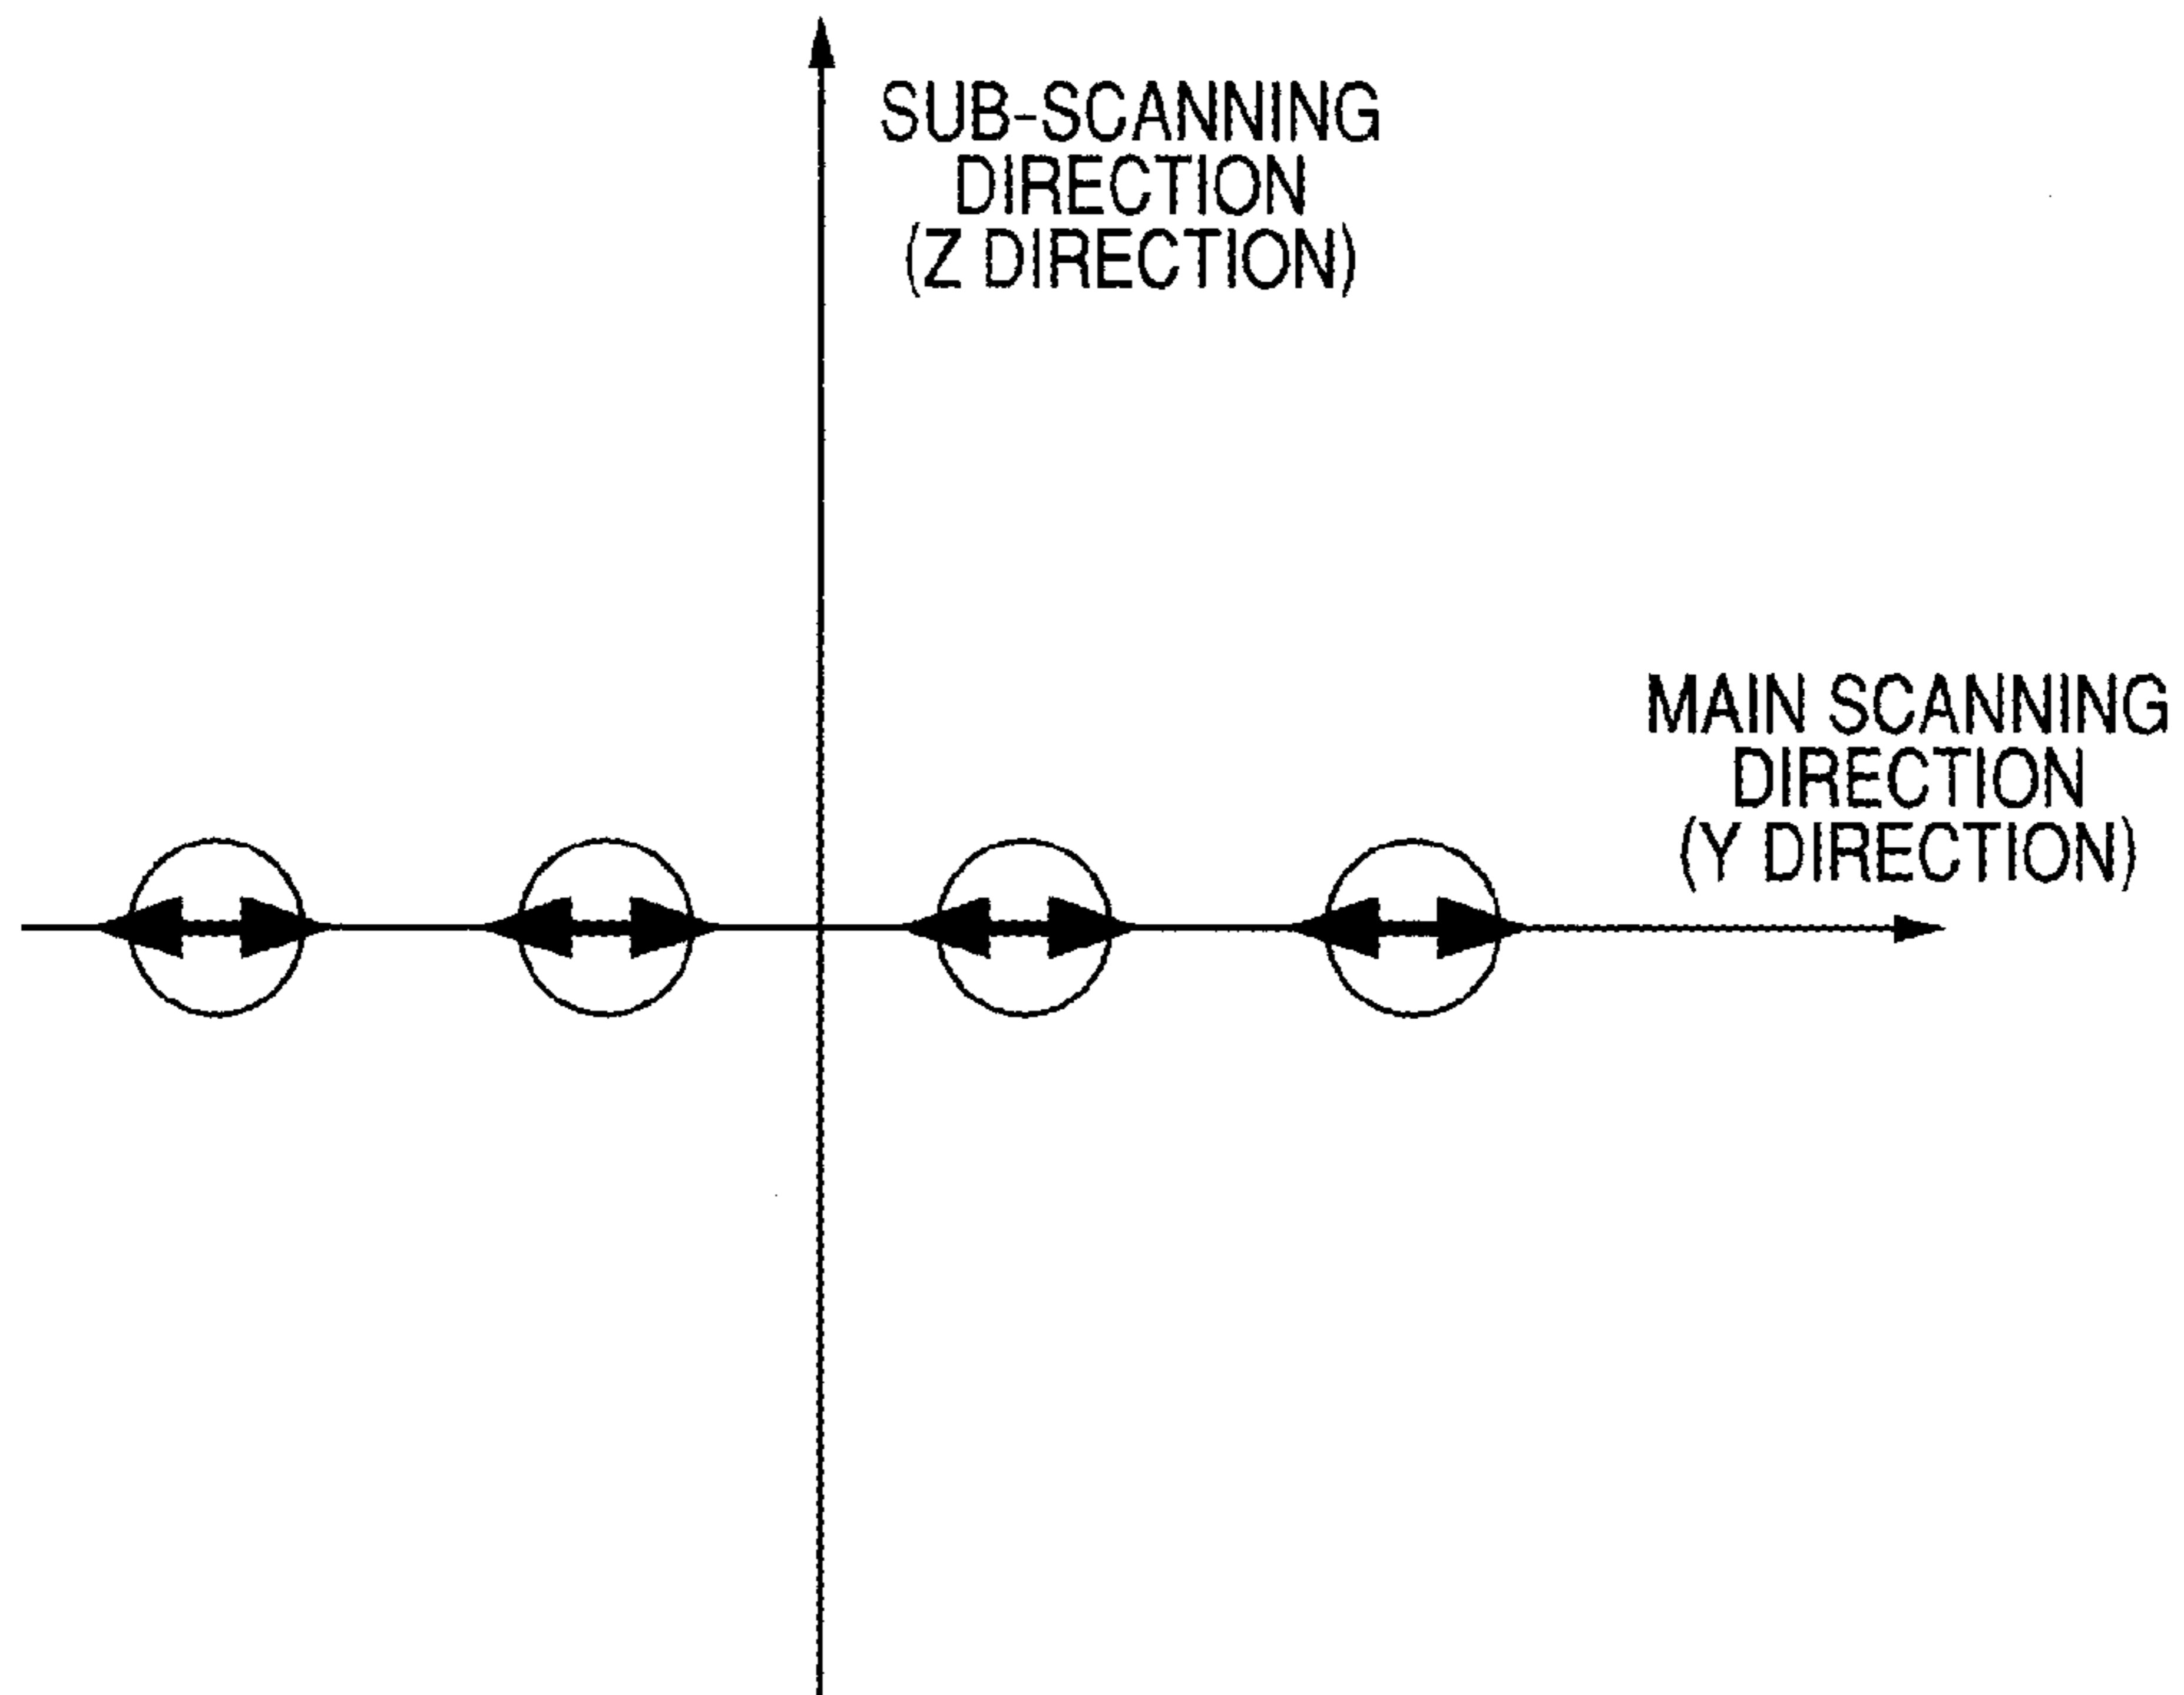 SUB-SCANNING
DIRECTION
(Z DIRECTION)
MAIN SCANNING
DIRECTION
(Y DIRECTION)